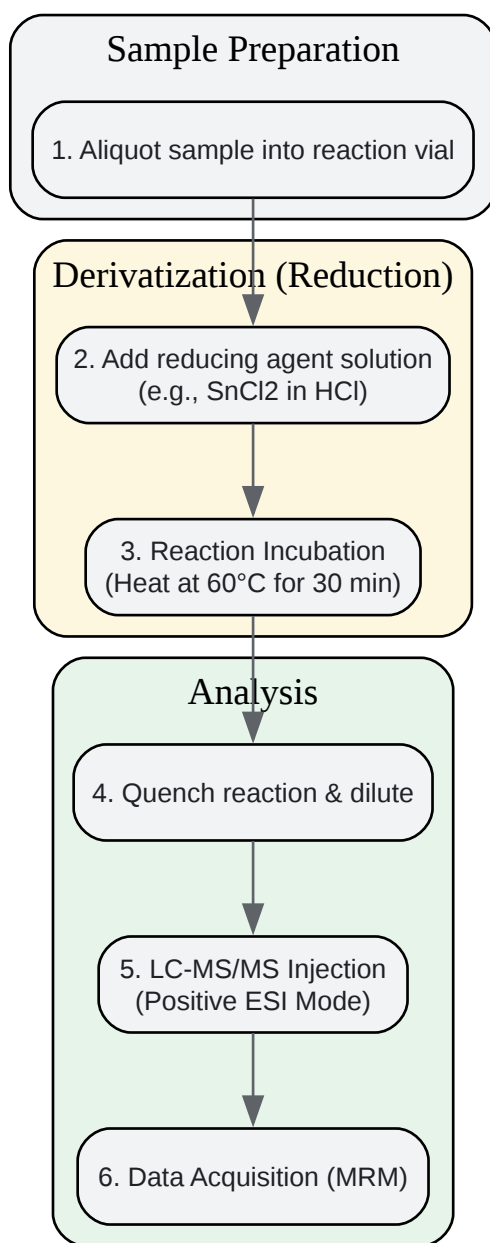 Sample Preparation
1. Aliquot sample into reaction vial
Derivatization (Reduction)
2. Add reducing agent solution
(e.g., SnCl2 in HCl)
3. Reaction Incubation
(Heat at 60°C for 30 min)
Analysis
4. Quench reaction & dilute
5. LC-MS/MS Injection
(Positive ESI Mode)
6. Data Acquisition (MRM)